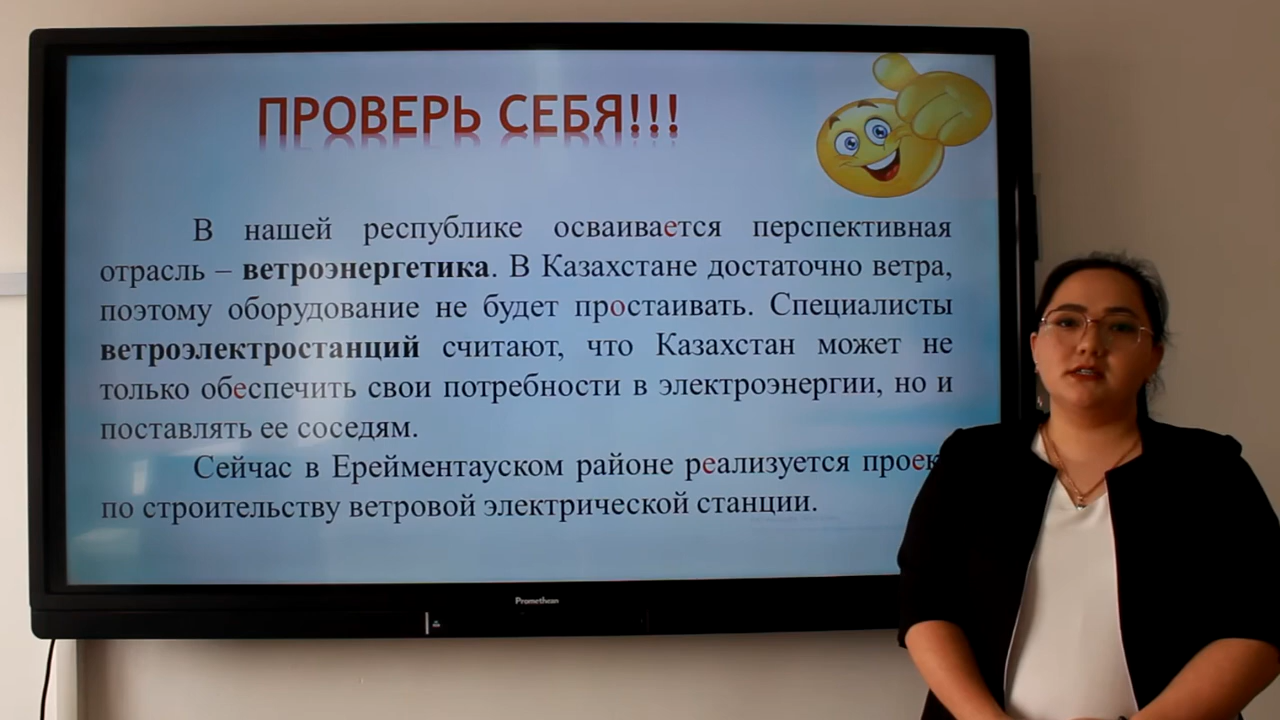 ПРОВЕРЬ СЕБЯ!!!
В нашей республике осваивается перспективная
отрасль – ветроэнергетика. В Казахстане достаточно ветра,
поэтому оборудование не будет простаивать. Специалисты
ветроэлектростанций считают, что Казахстан может не
только обеспечить свои потребности в электроэнергии, но и
поставлять ее соседям.
Сейчас в Ерейментауском районе реализуется
по строительству ветровой электрической станции.
Promethean